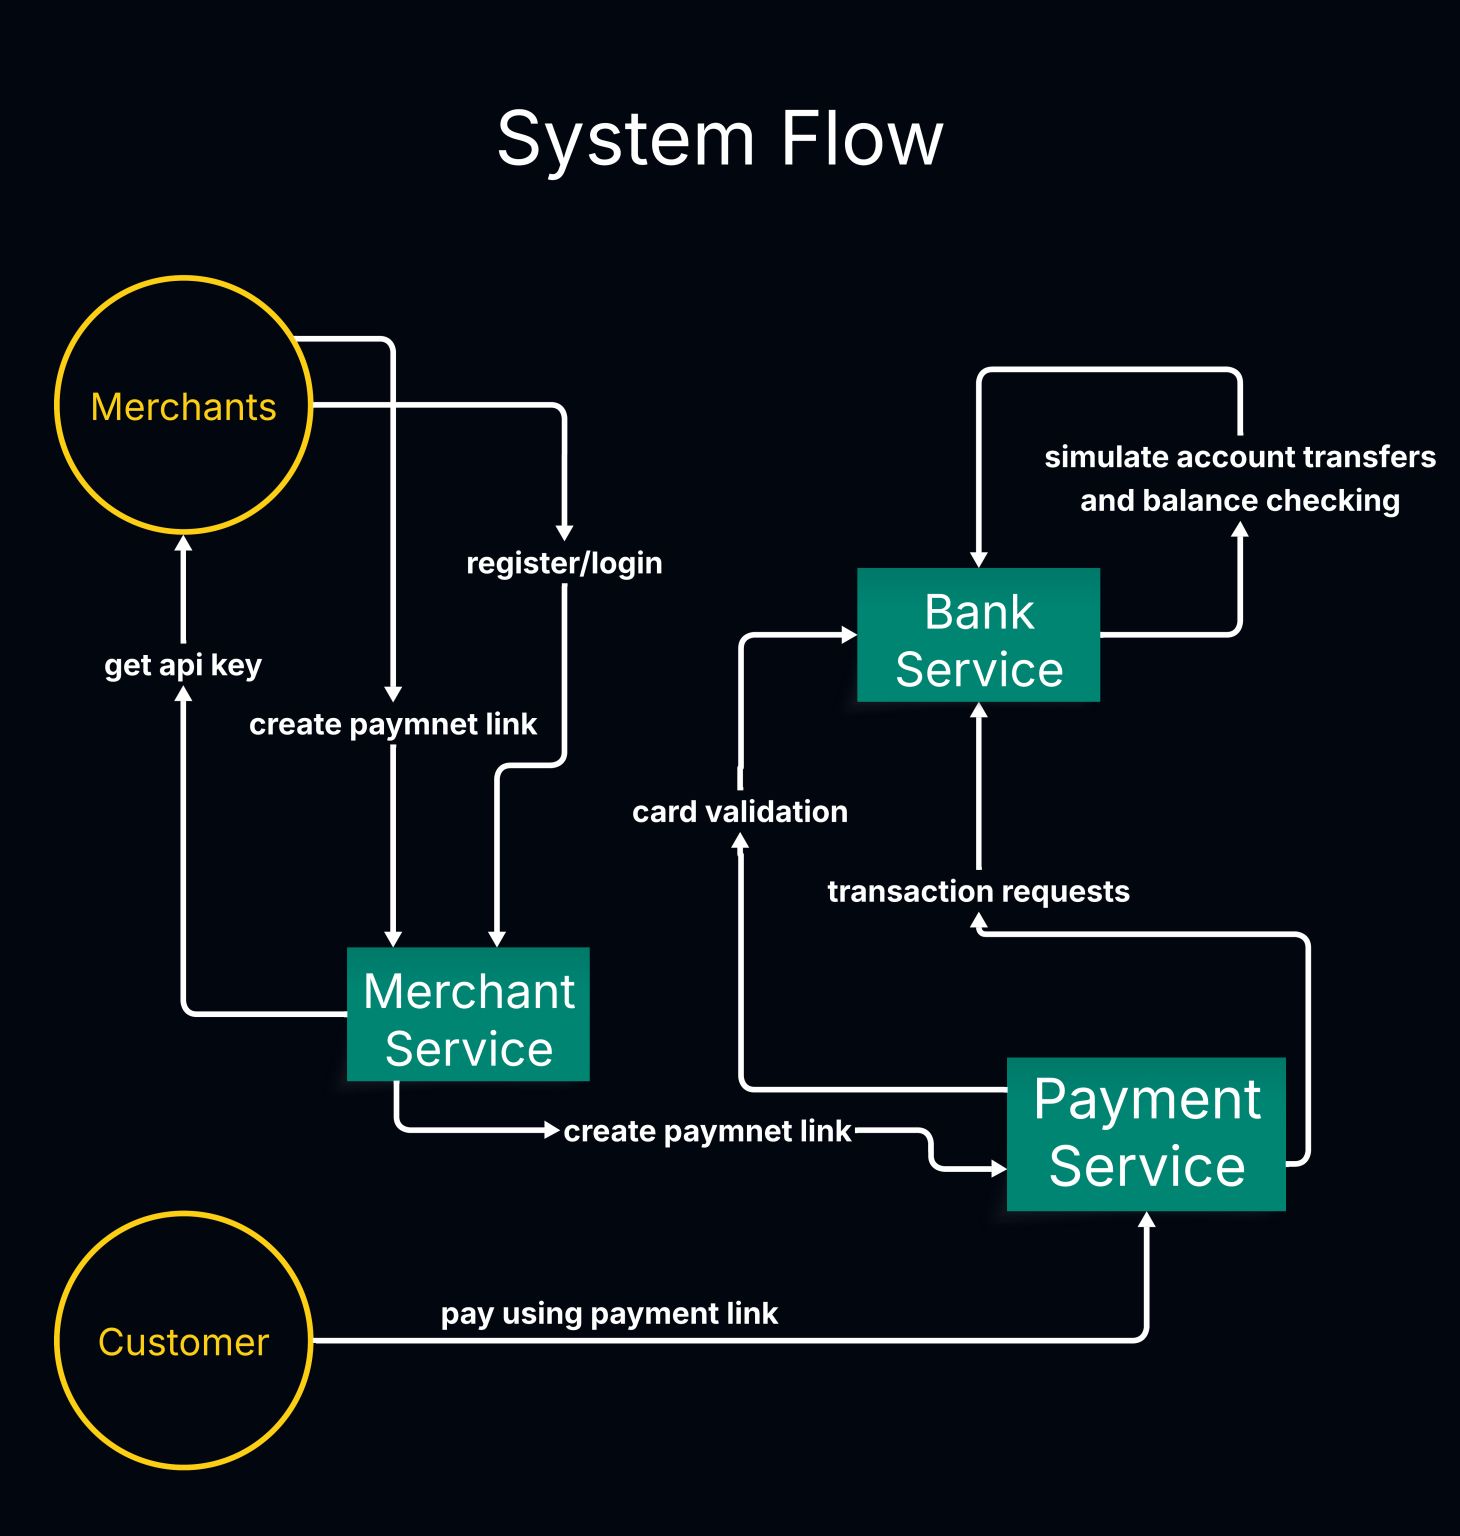 System Flow
Merchants
simulate account transfers
and balance checking
register/login
Bank
Service
get api key
create paymnet link
card validation
transaction requests
Merchant
Service
Payment
Service
create paymnet link
pay using payment link
Customer